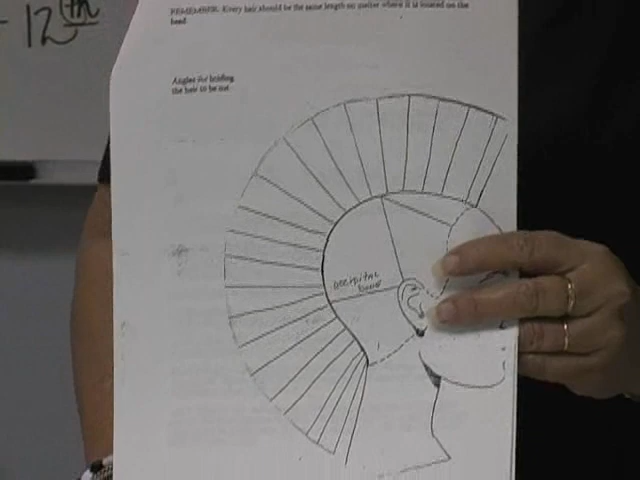 - 12th
REMEMBER: Every hair should be the same length no matter where it is located on the
head
Angles for holding
the hair to be cut
occipital
bone